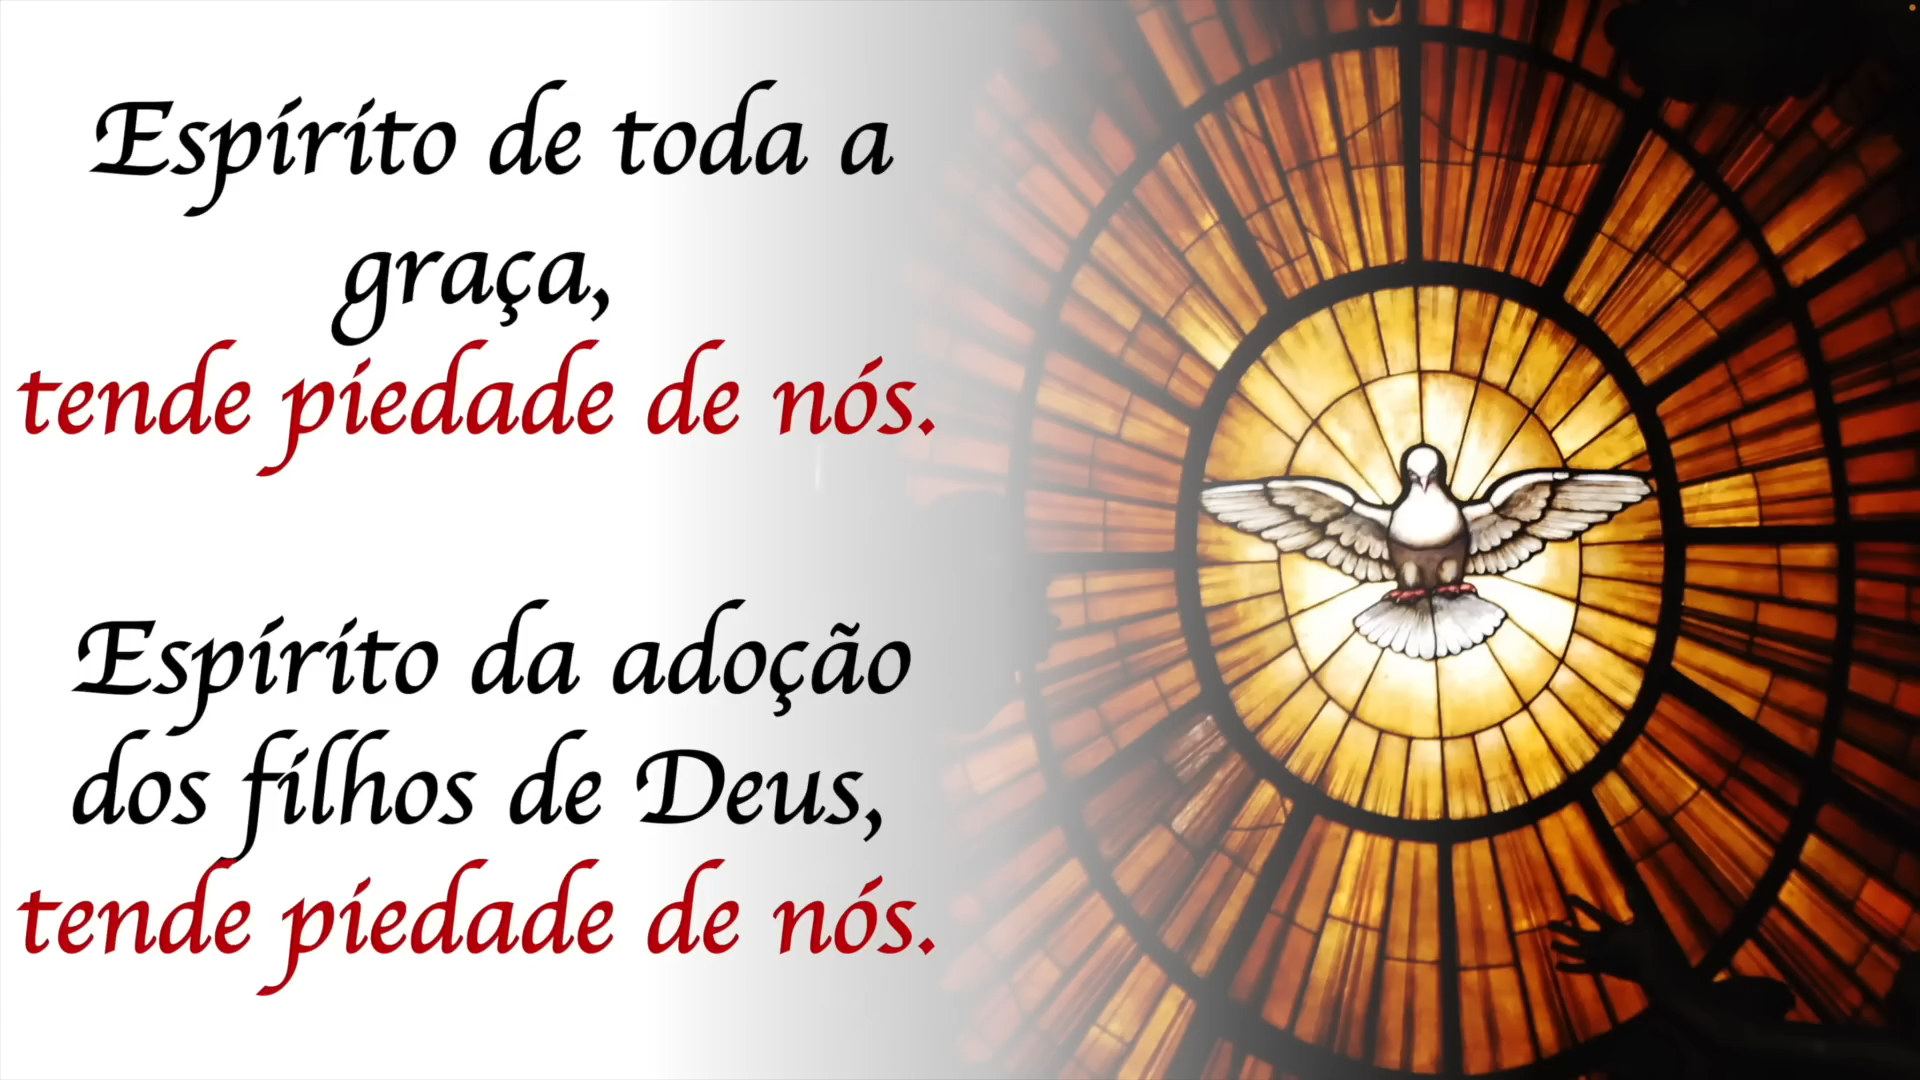 Espírito de toda a
graça,
tende piedade de nós.
Espírito da adoção
dos filhos de Deus,
tende piedade de nós.